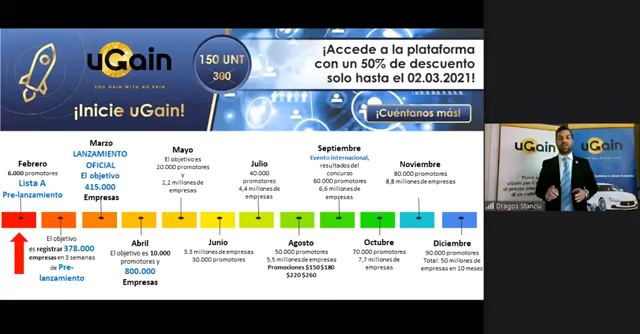 uGain
YOU GAIN WITH NO PAIN
¡Inicie uGain!
150 UNT
300
¡Accede a la plataforma
con un 50% de descuento
solo hasta el 02.03.2021!
¡Cuéntanos más!
Febrero
6.000 promotores
Lista A
Pre-lanzamiento
El objetivo
es registrar 378.000
empresas en 3 semanas
de Pre-
lanzamiento
Marzo
LANZAMIENTO
OFICIAL
El objetivo
415.000
Empresas
Abril
El objetivo es 10.000
promotores y
800.000
Empresas
Mayo
El objetivo es
20.000 promotores
y
2,2 millones de
empresas
Junio
3.3 millones de empresas
30.000 promotores
Julio
40.000
promotores
4,4 millones de
empresas
Agosto
50.000 promotores
5,5 millones de empresas
Promociones $150 $180
$220 $260
Septiembre
Evento internacional,
resultados del
concurso
60.000 promotores
6,6 millones de
empresas
Octubre
70.000 promotores
7,7 millones de
empresas
Noviembre
80.000 promotores
8,8 millones de empresas
Diciembre
90.000 promotores
Total: 50 millones de
empresas en 10 meses
uGain
uGain
Dragos Stanciu